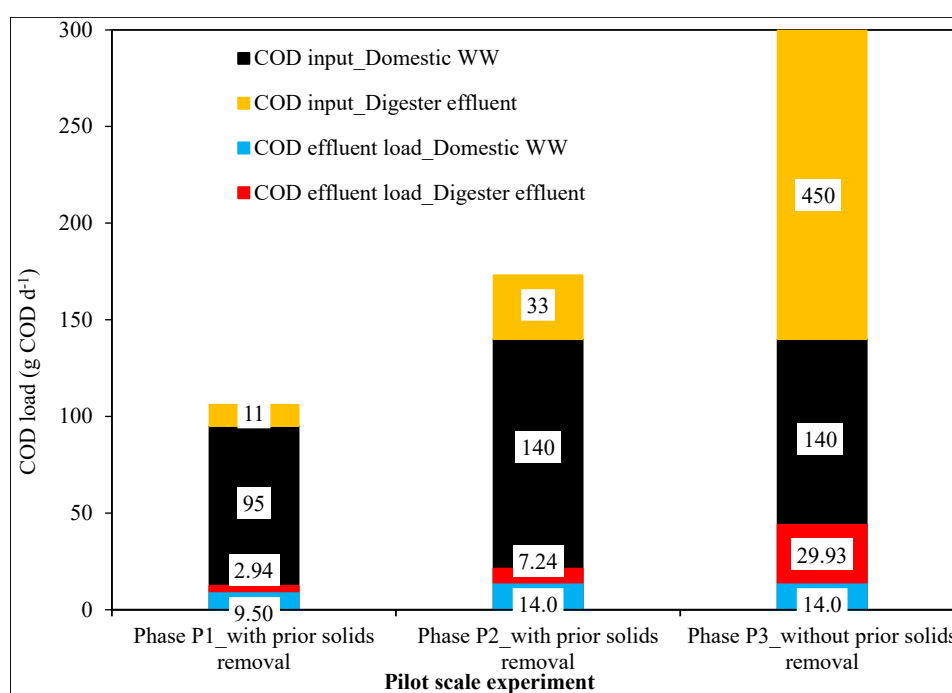 300
250
200
150
100
50
0
COD load (g COD d-1)
COD input_Domestic WW
COD input_Digester effluent
COD effluent load_Domestic WW
COD effluent load_Digester effluent
11
95
2.94
9.50
33
140
7.24
14.0
450
140
29.93
14.0
Phase P1_with prior solids
removal
Phase P2_with prior solids
removal
Phase P3_without prior solids
removal
Pilot scale experiment